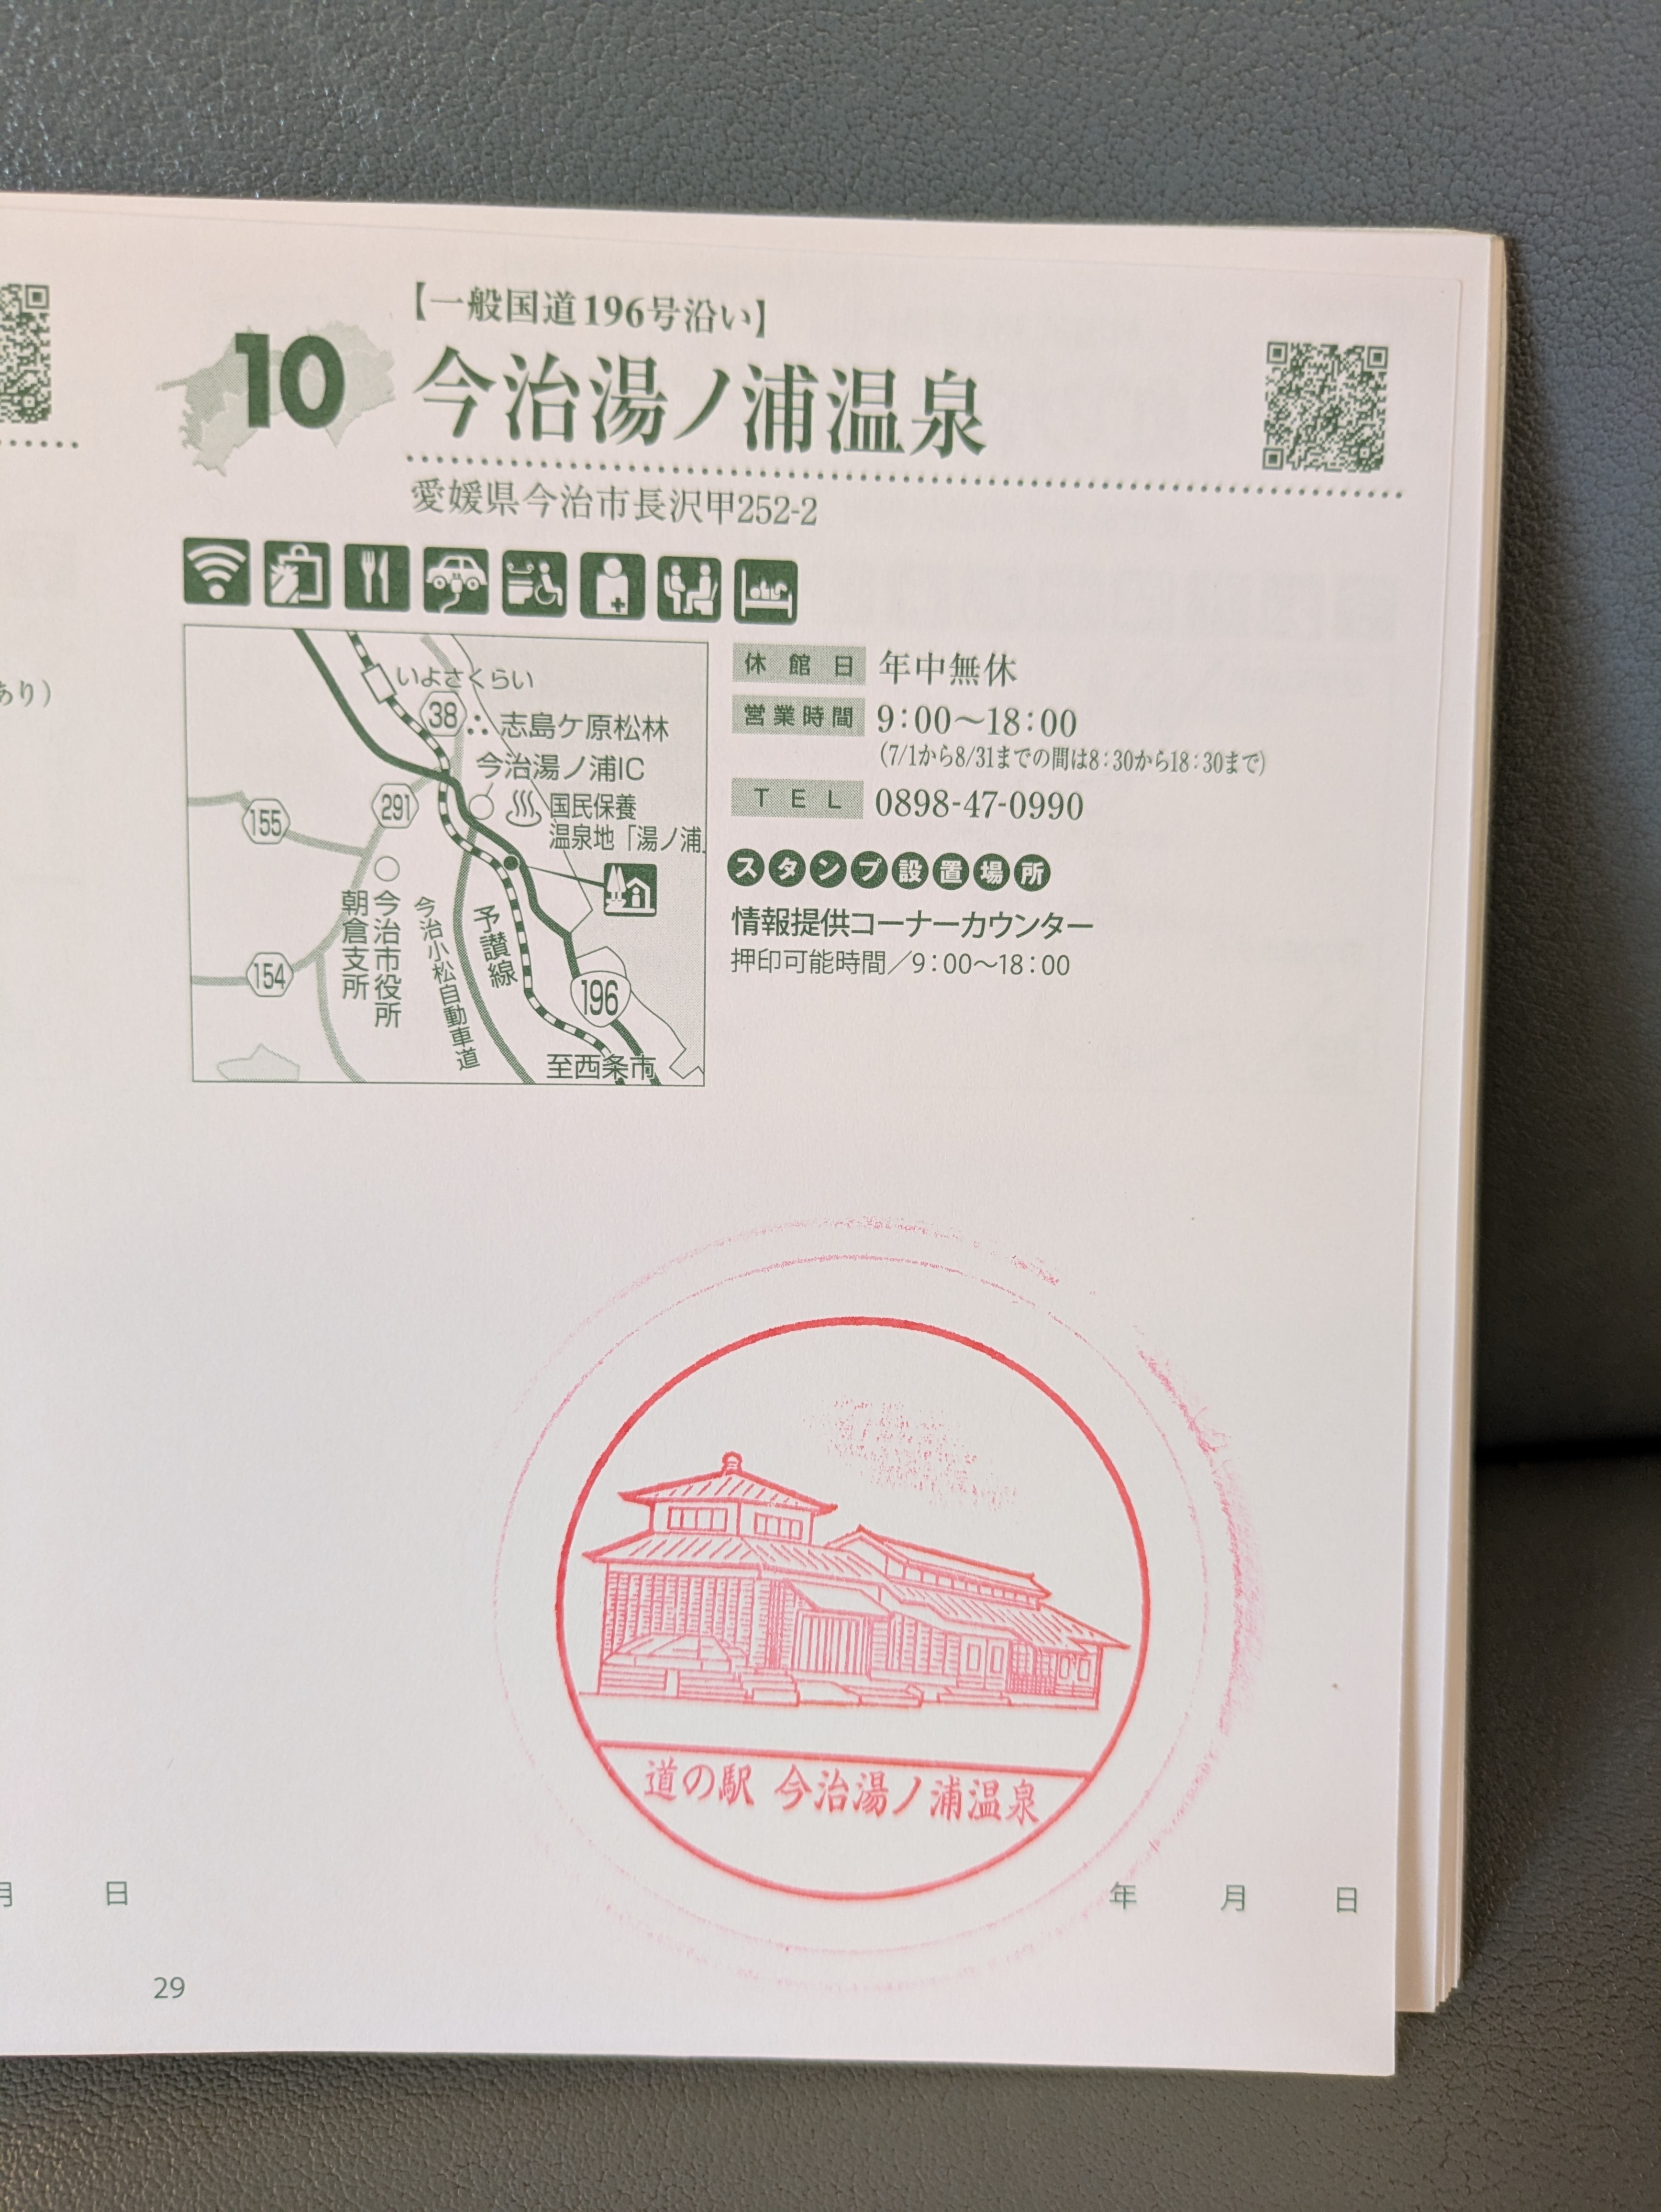 【一般国道196号沿い】
10
今治湯ノ浦温泉
愛媛県今治市長沢甲252-2
あり）
いよさくらい
38
志島ケ原松林
今治湯ノ浦IC
国民保養
温泉地「湯ノ浦」
291
155
今治市役所
朝倉支所
今治小松自動車道
予讃線
154
196
至西条市
休館日 年中無休
営業時間 9：00～18：00
（7/1から8/31までの間は8：30から18：30まで）
TEL 0898-47-0990
スタンプ設置場所
情報提供コーナーカウンター
押印可能時間／9：00～18：00
道の駅 今治湯ノ浦温泉
月 日
年 月 日
29